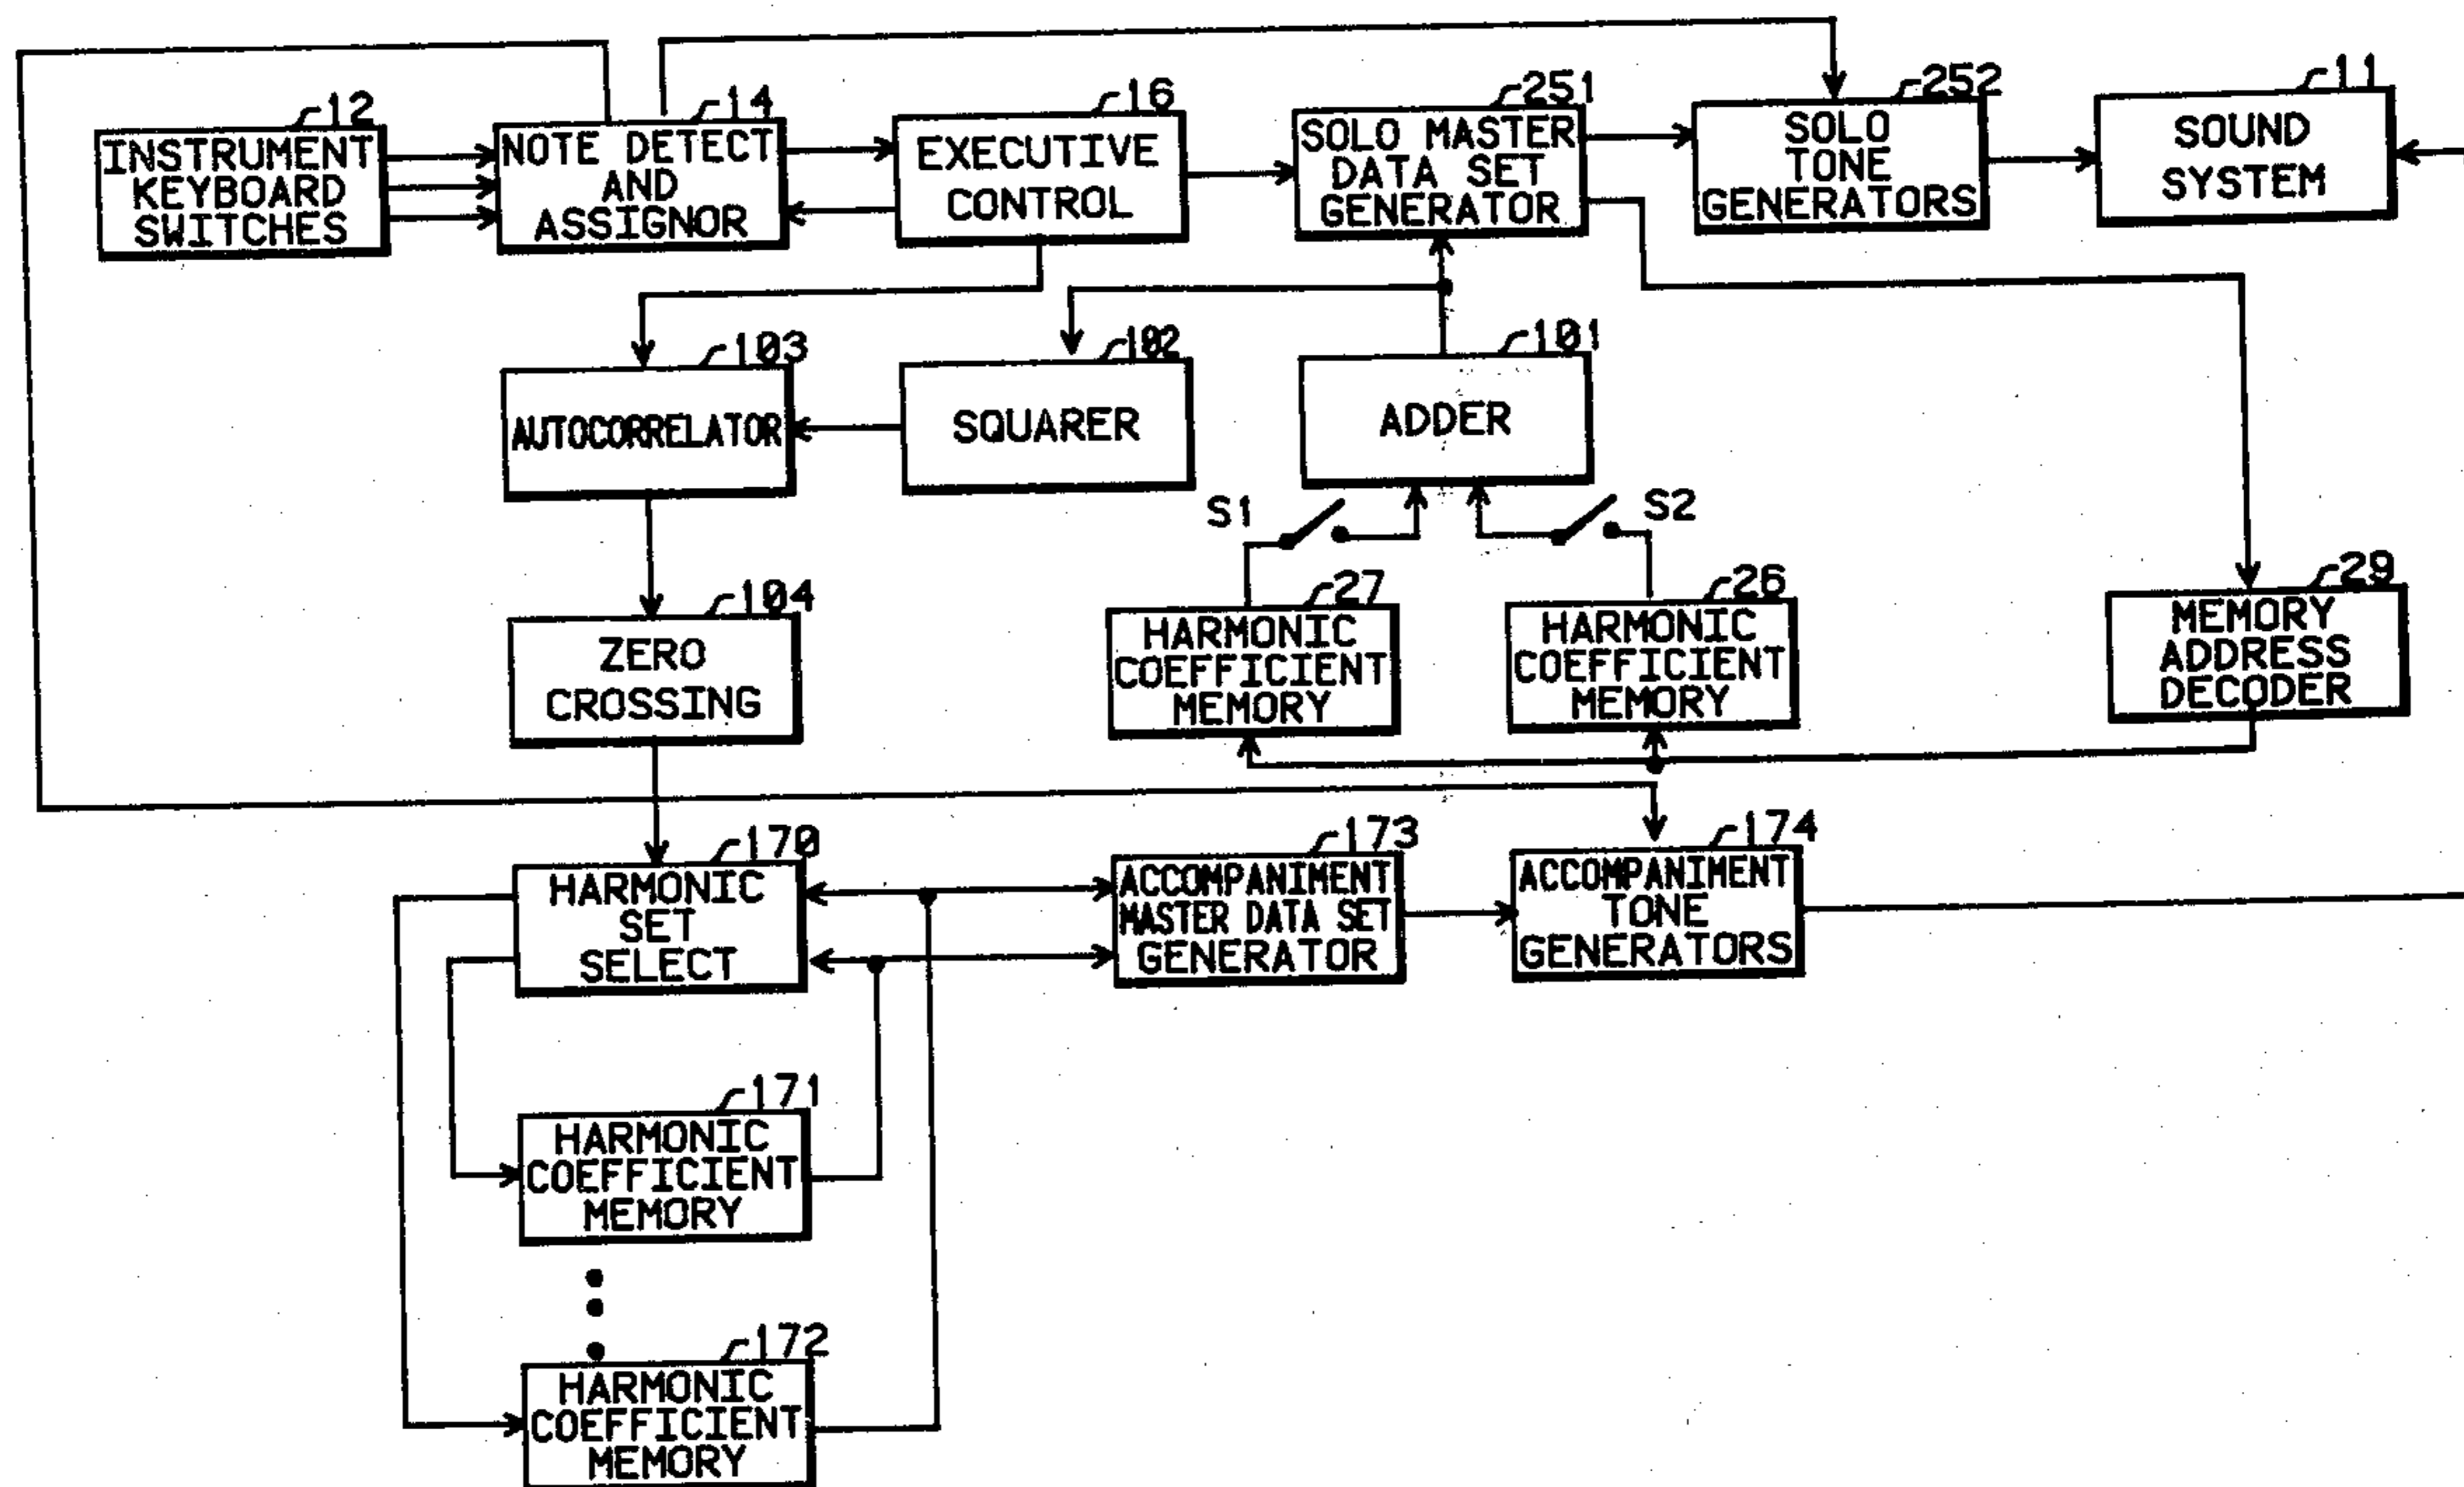 12
INSTRUMENT
KEYBOARD
SWITCHES
14
NOTE DETECT
AND
ASSIGNOR
16
EXECUTIVE
CONTROL
251
SOLO MASTER
DATA SET
GENERATOR
252
SOLO
TONE
GENERATORS
11
SOUND
SYSTEM
103
AUTOCORRELATOR
102
SQUARER
101
ADDER
S1
S2
104
ZERO
CROSSING
27
HARMONIC
COEFFICIENT
MEMORY
26
HARMONIC
COEFFICIENT
MEMORY
29
MEMORY
ADDRESS
DECODER
170
HARMONIC
SET
SELECT
173
ACCOMPANIMENT
MASTER DATA SET
GENERATOR
174
ACCOMPANIMENT
TONE
GENERATORS
171
HARMONIC
COEFFICIENT
MEMORY
172
HARMONIC
COEFFICIENT
MEMORY